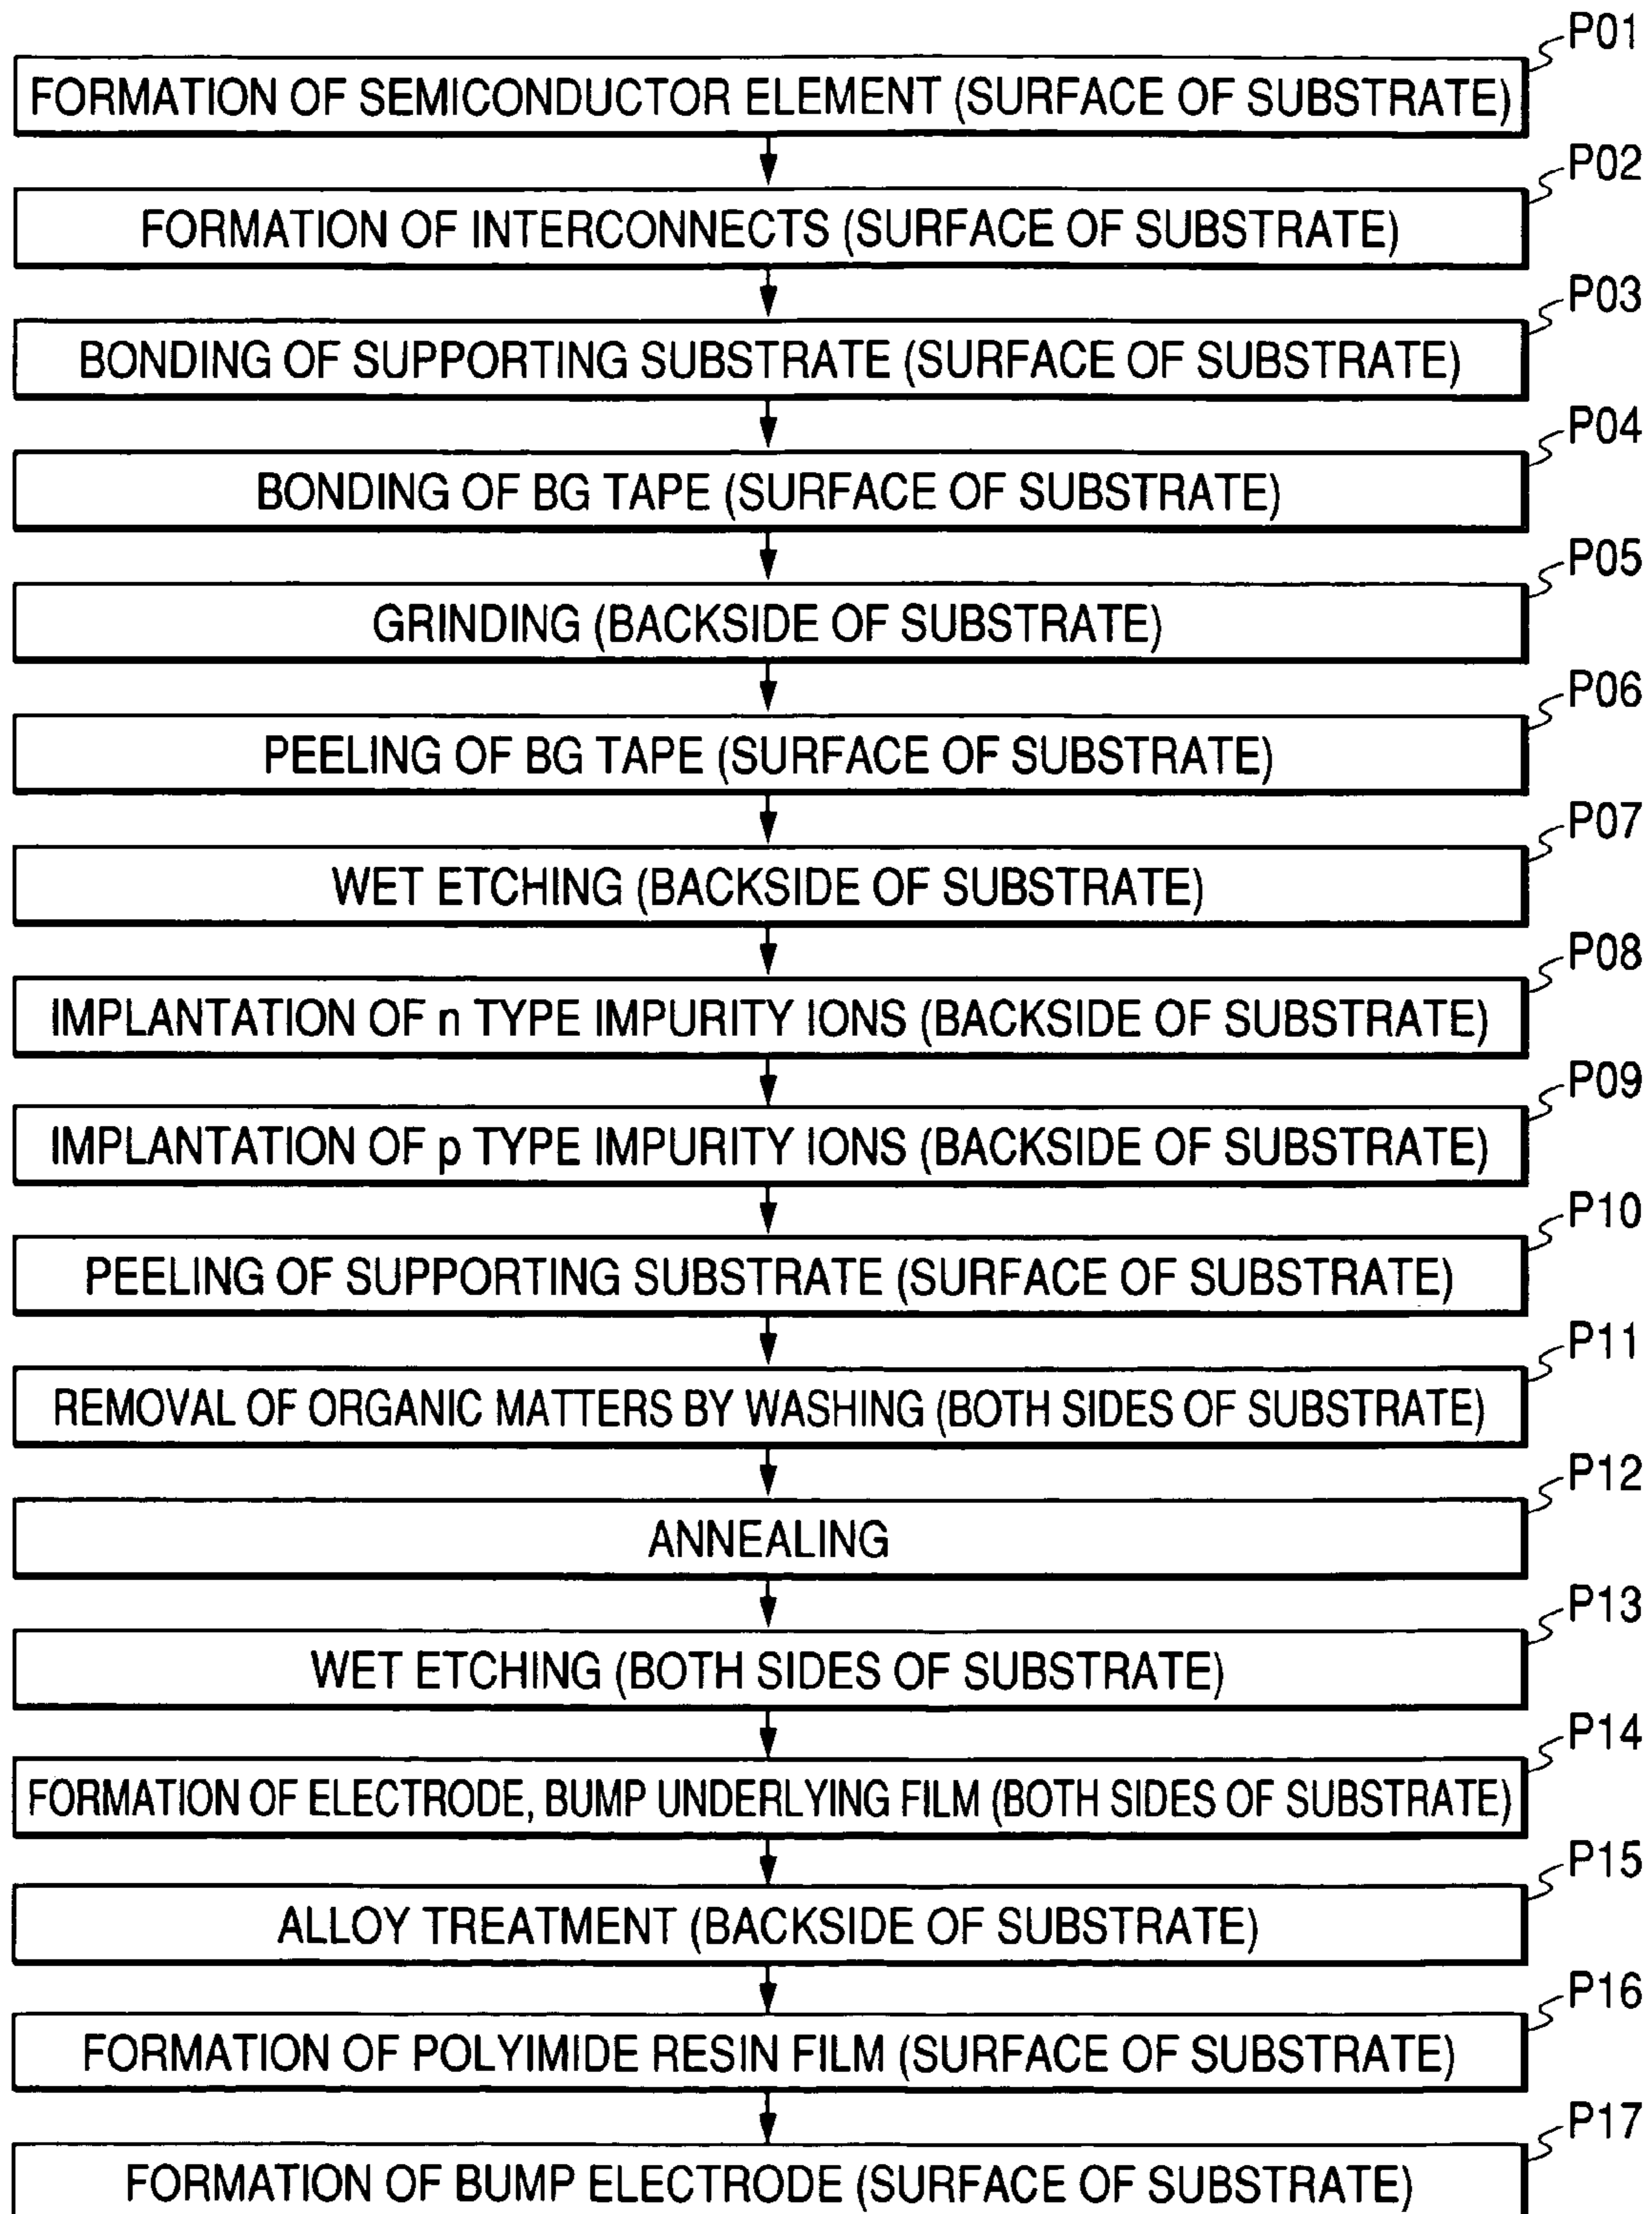 P01
FORMATION OF SEMICONDUCTOR ELEMENT (SURFACE OF SUBSTRATE)
P02
FORMATION OF INTERCONNECTS (SURFACE OF SUBSTRATE)
P03
BONDING OF SUPPORTING SUBSTRATE (SURFACE OF SUBSTRATE)
P04
BONDING OF BG TAPE (SURFACE OF SUBSTRATE)
P05
GRINDING (BACKSIDE OF SUBSTRATE)
P06
PEELING OF BG TAPE (SURFACE OF SUBSTRATE)
P07
WET ETCHING (BACKSIDE OF SUBSTRATE)
P08
IMPLANTATION OF n TYPE IMPURITY IONS (BACKSIDE OF SUBSTRATE)
P09
IMPLANTATION OF p TYPE IMPURITY IONS (BACKSIDE OF SUBSTRATE)
P10
PEELING OF SUPPORTING SUBSTRATE (SURFACE OF SUBSTRATE)
P11
REMOVAL OF ORGANIC MATTERS BY WASHING (BOTH SIDES OF SUBSTRATE)
P12
ANNEALING
P13
WET ETCHING (BOTH SIDES OF SUBSTRATE)
P14
FORMATION OF ELECTRODE, BUMP UNDERLYING FILM (BOTH SIDES OF SUBSTRATE)
P15
ALLOY TREATMENT (BACKSIDE OF SUBSTRATE)
P16
FORMATION OF POLYIMIDE RESIN FILM (SURFACE OF SUBSTRATE)
P17
FORMATION OF BUMP ELECTRODE (SURFACE OF SUBSTRATE)